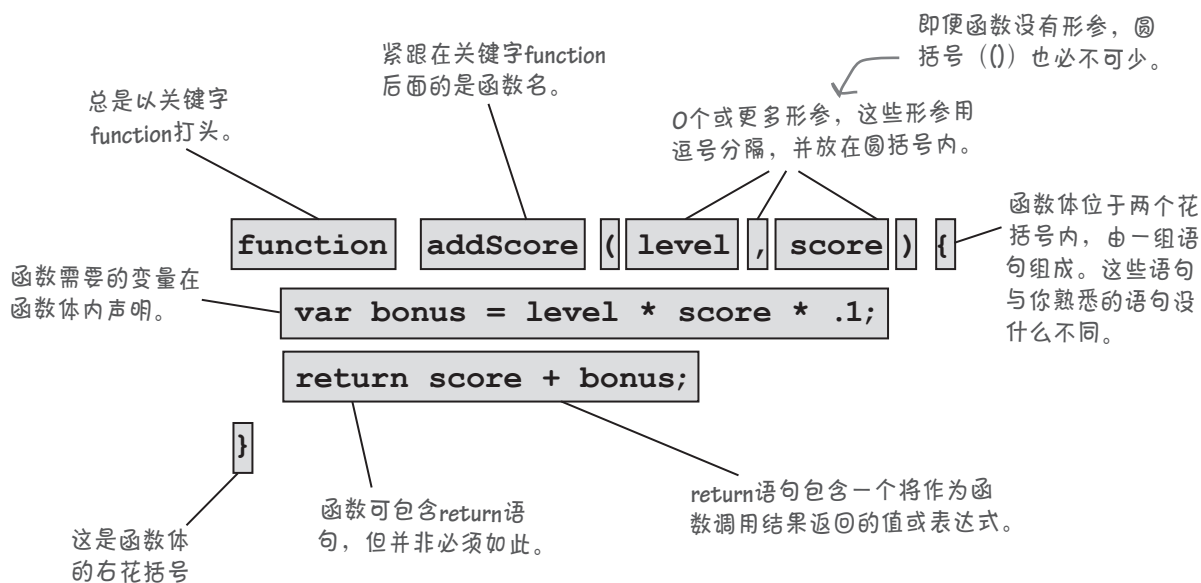 即便函数没有形参，圆
括号（()）也必不可少。
紧跟在关键字function
后面的是函数名。
总是以关键字
function打头。
0个或更多形参，这些形参用
逗号分隔，并放在圆括号内。
function addScore ( level , score ) {
函数体位于两个花
括号内，由一组语
句组成。这些语句
与你熟悉的语句没
什么不同。
函数需要的变量在
函数体内声明。
var bonus = level * score * .1;
return score + bonus;
}
函数可包含return语
句，但并非必须如此。
return语句包含一个将作为函
数调用结果返回的值或表达式。
这是函数体
的右花括号